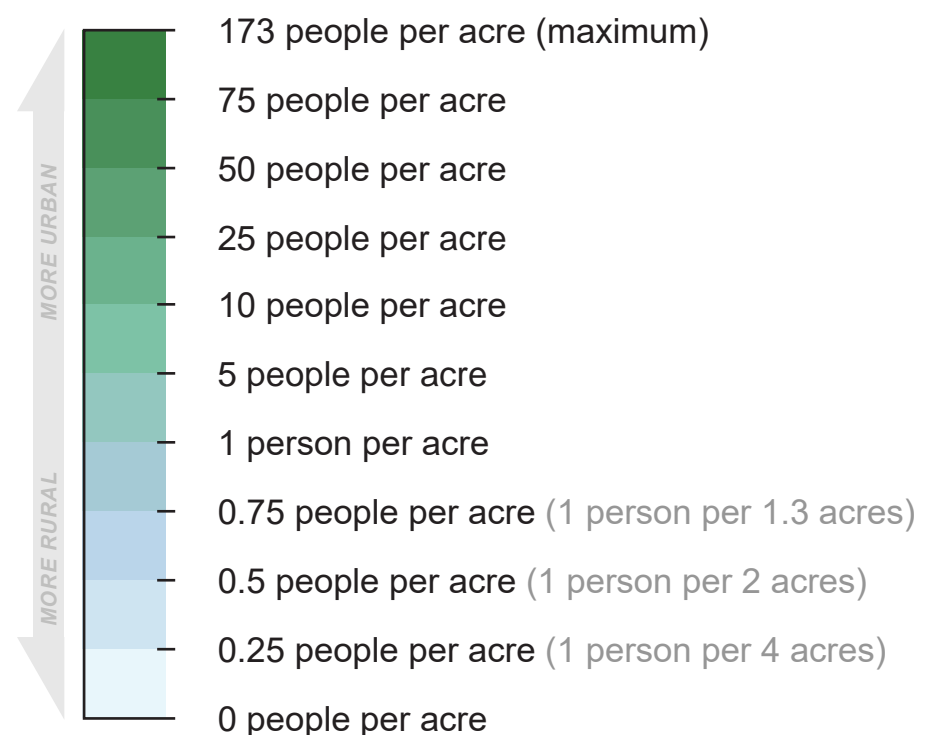 173 people per acre (maximum)
75 people per acre
50 people per acre
25 people per acre
10 people per acre
5 people per acre
1 person per acre
0.75 people per acre (1 person per 1.3 acres)
0.5 people per acre (1 person per 2 acres)
0.25 people per acre (1 person per 4 acres)
0 people per acre
MORE URBAN
MORE RURAL